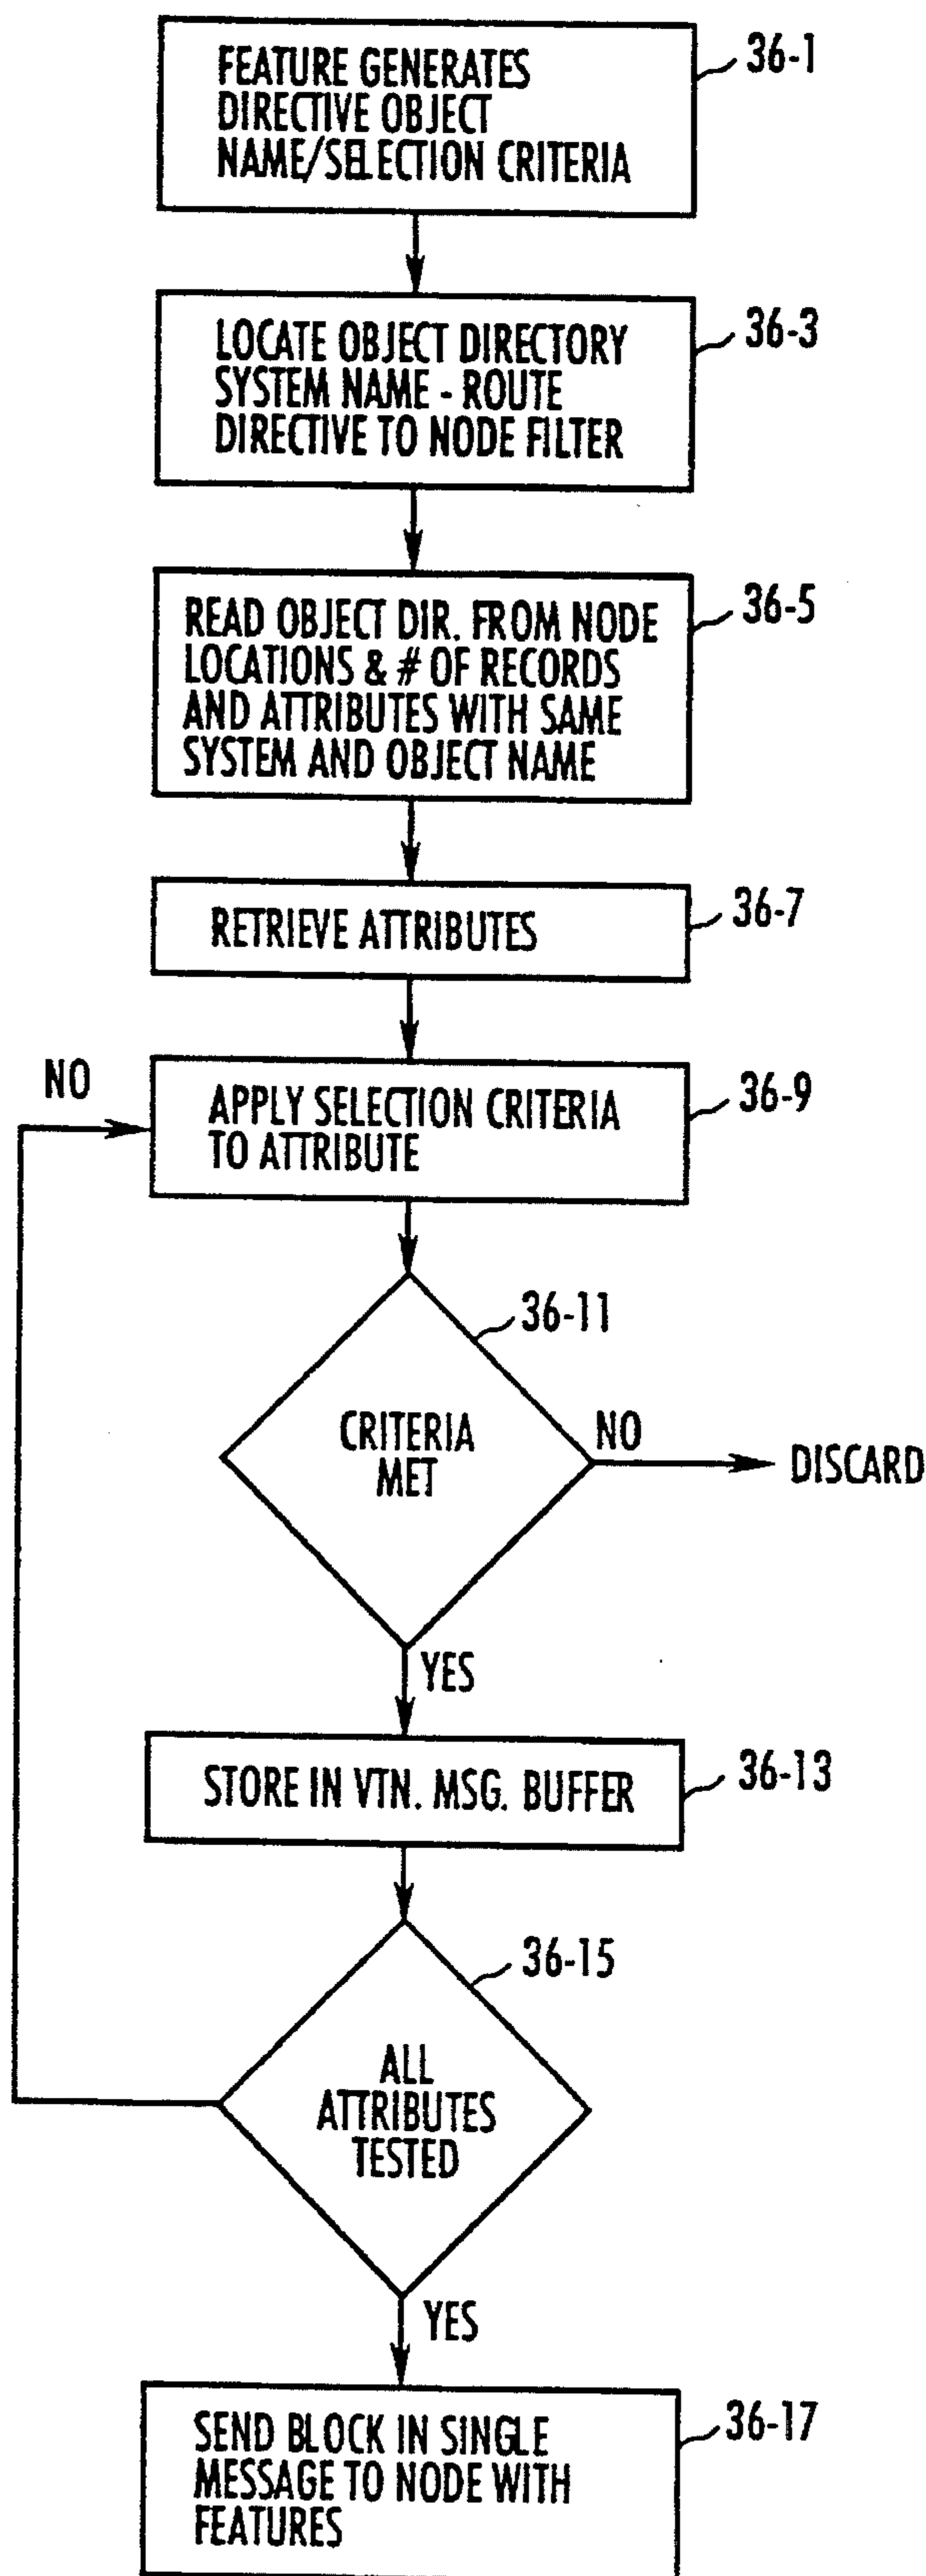 FEATURE GENERATES
DIRECTIVE OBJECT
NAME/SELECTION CRITERIA
36-1
LOCATE OBJECT DIRECTORY
SYSTEM NAME - ROUTE
DIRECTIVE TO NODE FILTER
36-3
READ OBJECT DIR. FROM NODE
LOCATIONS & # OF RECORDS
AND ATTRIBUTES WITH SAME
SYSTEM AND OBJECT NAME
36-5
RETRIEVE ATTRIBUTES
36-7
NO
APPLY SELECTION CRITERIA
TO ATTRIBUTE
36-9
36-11
CRITERIA
MET
NO
DISCARD
YES
STORE IN VTN. MSG. BUFFER
36-13
36-15
ALL
ATTRIBUTES
TESTED
YES
SEND BLOCK IN SINGLE
MESSAGE TO NODE WITH
FEATURES
36-17